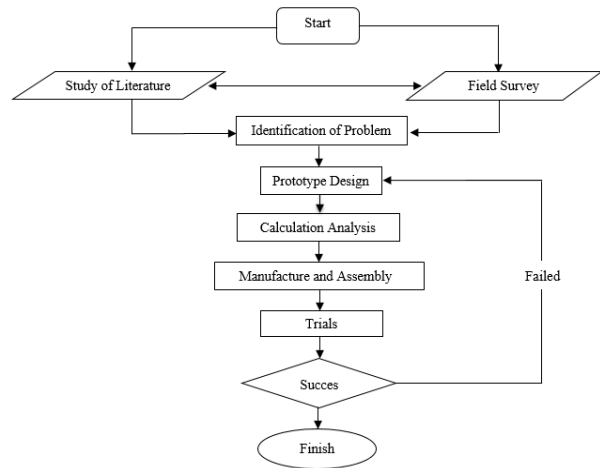 Start
Study of Literature
Field Survey
Identification of Problem
Prototype Design
Calculation Analysis
Manufacture and Assembly
Failed
Trials
Succes
Finish